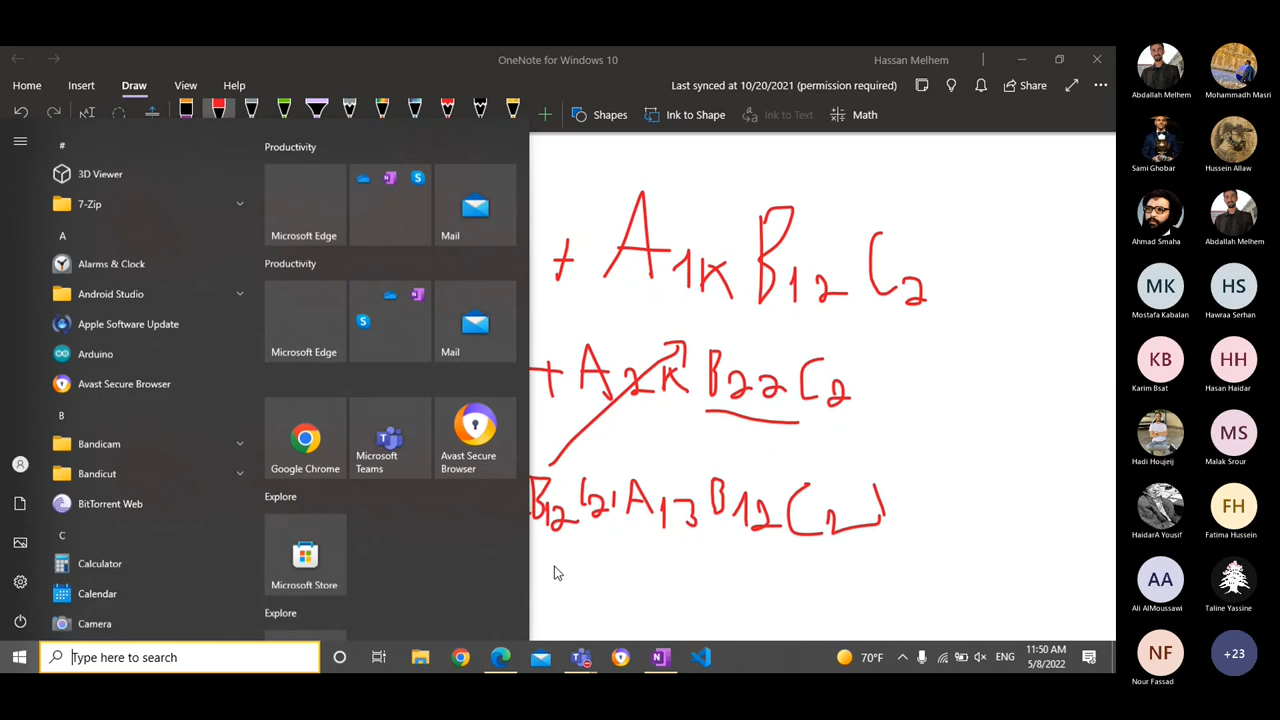 OneNote for Windows 10
Hassan Melhem
Home Insert Draw View Help
Last synced at 10/20/2021 (permission required)
Share
Shapes
Ink to Shape
Ink to Text
Math
#
3D Viewer
7-Zip
A
Alarms & Clock
Android Studio
Apple Software Update
Arduino
Avast Secure Browser
B
Bandicam
Bandicut
BitTorrent Web
C
Calculator
Calendar
Camera
Productivity
Microsoft Edge
Mail
Productivity
Microsoft Edge
Mail
Google Chrome
Microsoft Teams
Avast Secure Browser
Explore
Microsoft Store
Explore
+ A1K B12 C2
+ A2K B22 C2
B12 C2, A13 B12 C2
Type here to search
70°F
ENG
11:50 AM
5/8/2022
Abdallah Melhem
Mohammadh Masri
Sami Ghobar
Hussein Allaw
Ahmad Smaha
Abdallah Melhem
MK
Mostafa Kabalan
HS
Hawraa Serhan
KB
Karim Bsat
HH
Hasan Haidar
Hadi Houjeij
MS
Malak Srour
HaidarA Yousif
FH
Fatima Hussein
AA
Ali AlMoussawi
Taline Yassine
NF
Nour Fassad
+23